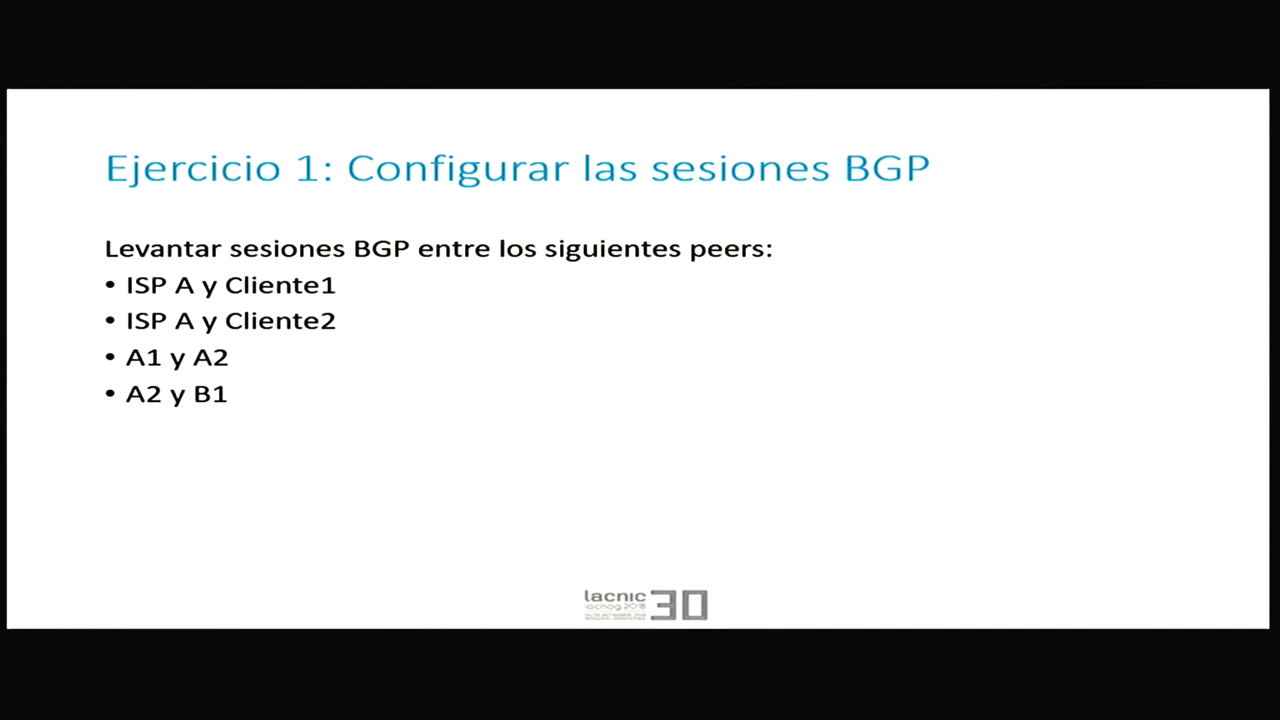 Ejercicio 1: Configurar las sesiones BGP
Levantar sesiones BGP entre los siguientes peers:
• ISP A y Cliente1
• ISP A y Cliente2
• A1 y A2
• A2 y B1
lacnic
lacnog 2018
30